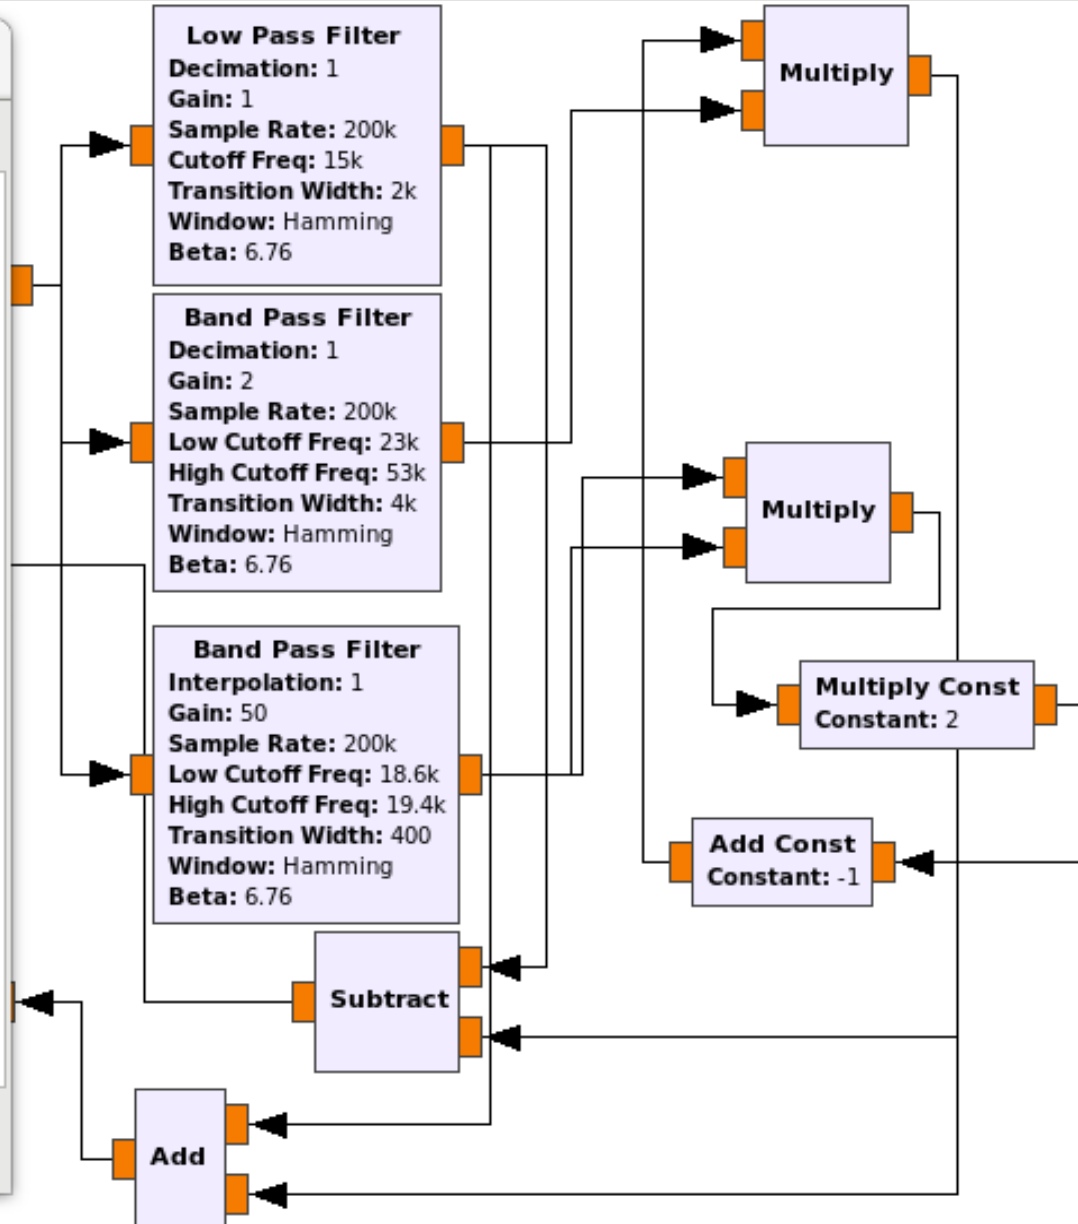 Low Pass Filter
Decimation: 1
Gain: 1
Sample Rate: 200k
Cutoff Freq: 15k
Transition Width: 2k
Window: Hamming
Beta: 6.76
Band Pass Filter
Decimation: 1
Gain: 2
Sample Rate: 200k
Low Cutoff Freq: 23k
High Cutoff Freq: 53k
Transition Width: 4k
Window: Hamming
Beta: 6.76
Band Pass Filter
Interpolation: 1
Gain: 50
Sample Rate: 200k
Low Cutoff Freq: 18.6k
High Cutoff Freq: 19.4k
Transition Width: 400
Window: Hamming
Beta: 6.76
Multiply
Multiply
Multiply Const
Constant: 2
Add Const
Constant: -1
Subtract
Add